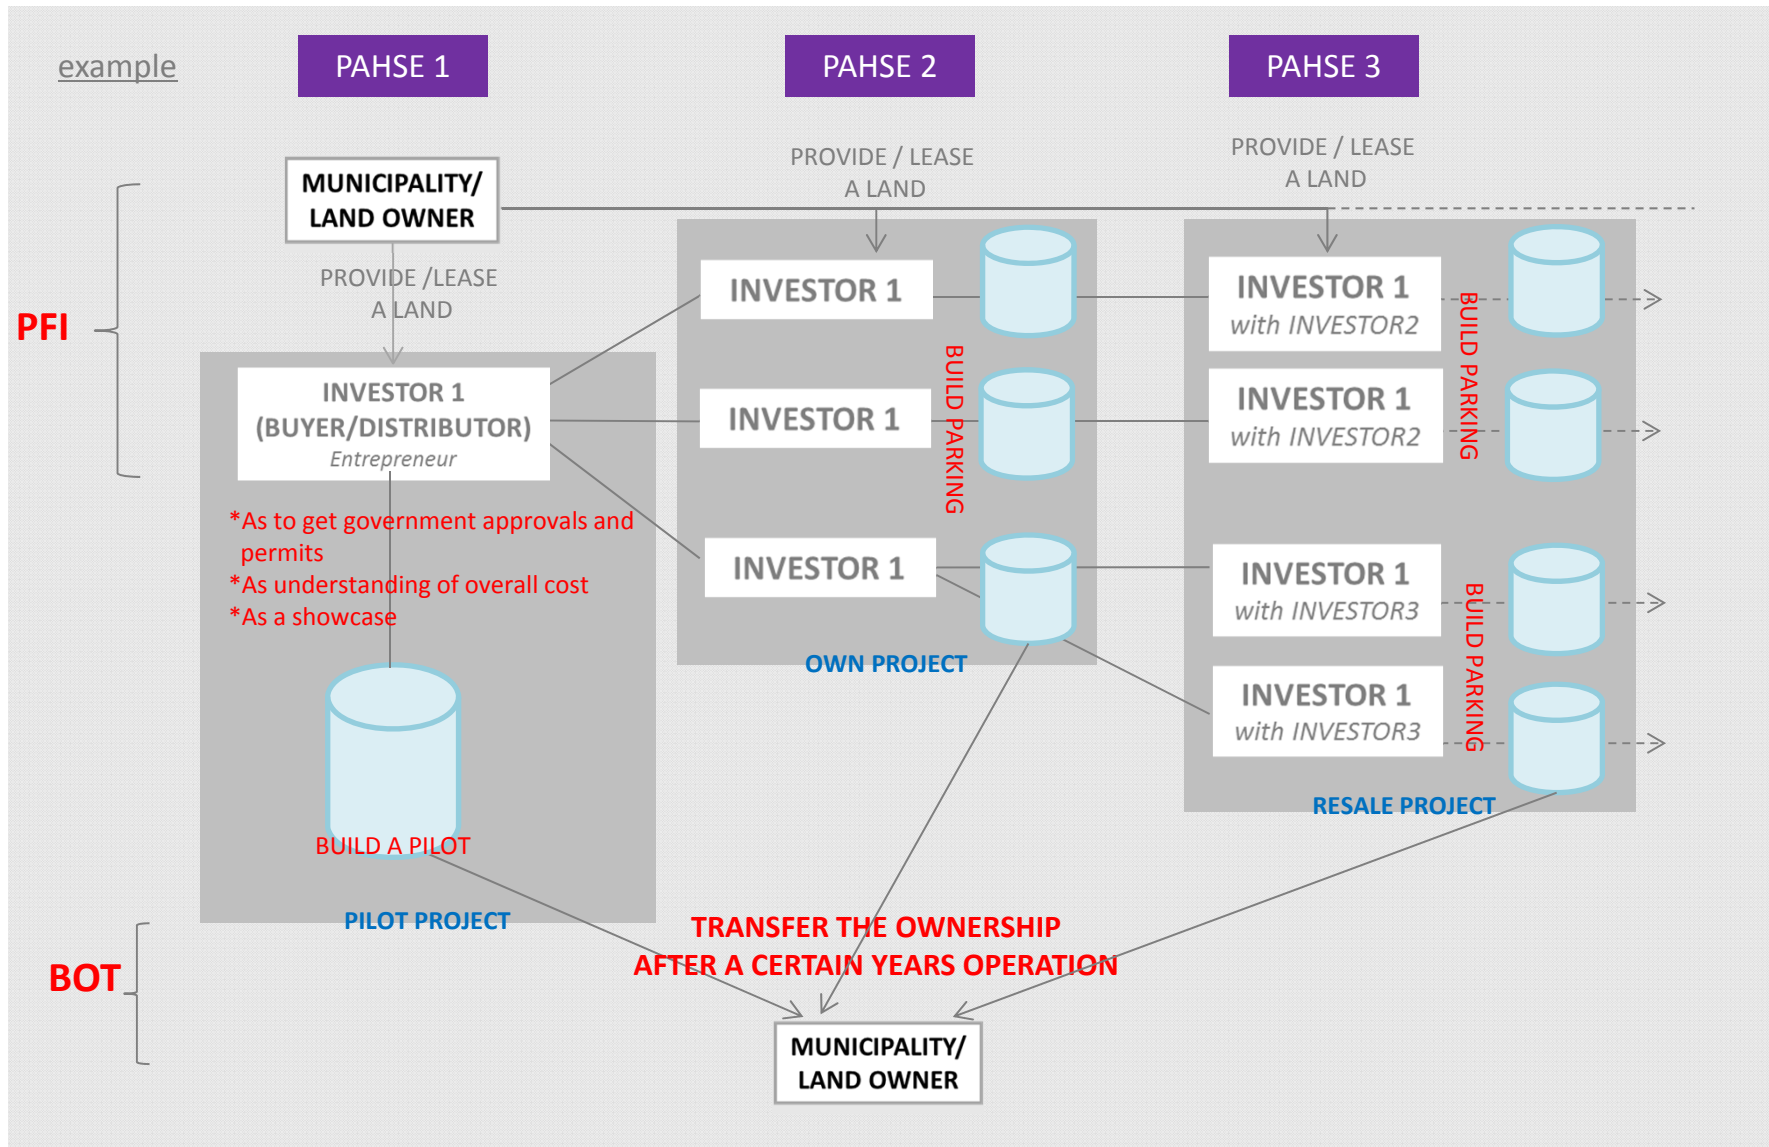 example
PAHSE 1
PAHSE 2
PAHSE 3
MUNICIPALITY/
LAND OWNER
PROVIDE / LEASE
A LAND
PROVIDE / LEASE
A LAND
PROVIDE /LEASE
A LAND
PFI
INVESTOR 1
(BUYER/DISTRIBUTOR)
Entrepreneur
*As to get government approvals and
permits
*As understanding of overall cost
*As a showcase
BUILD A PILOT
PILOT PROJECT
INVESTOR 1
INVESTOR 1
INVESTOR 1
BUILD PARKING
OWN PROJECT
INVESTOR 1
with INVESTOR2
INVESTOR 1
with INVESTOR2
BUILD PARKING
INVESTOR 1
with INVESTOR3
INVESTOR 1
with INVESTOR3
BUILD PARKING
RESALE PROJECT
BOT
TRANSFER THE OWNERSHIP
AFTER A CERTAIN YEARS OPERATION
MUNICIPALITY/
LAND OWNER